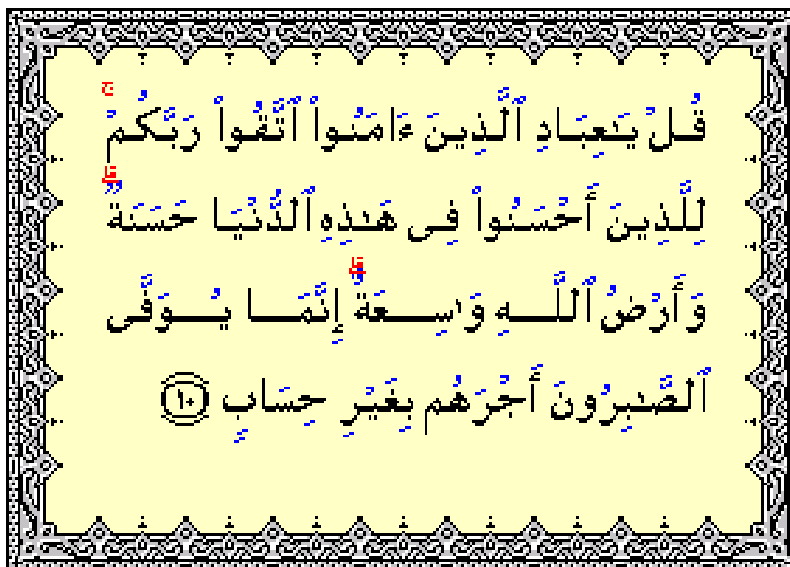 قُلْ يَـٰعِبَادِ ٱلَّذِينَ ءَامَنُوا۟ ٱتَّقُوا۟ رَبَّكُمْ ۚ
لِلَّذِينَ أَحْسَنُوا۟ فِى هَـٰذِهِ ٱلدُّنْيَا حَسَنَةٌ ۗ
وَأَرْضُ ٱللَّهِ وَٰسِعَةٌ ۗ إِنَّمَا يُوَفَّى
ٱلصَّـٰبِرُونَ أَجْرَهُم بِغَيْرِ حِسَابٍ ١٠